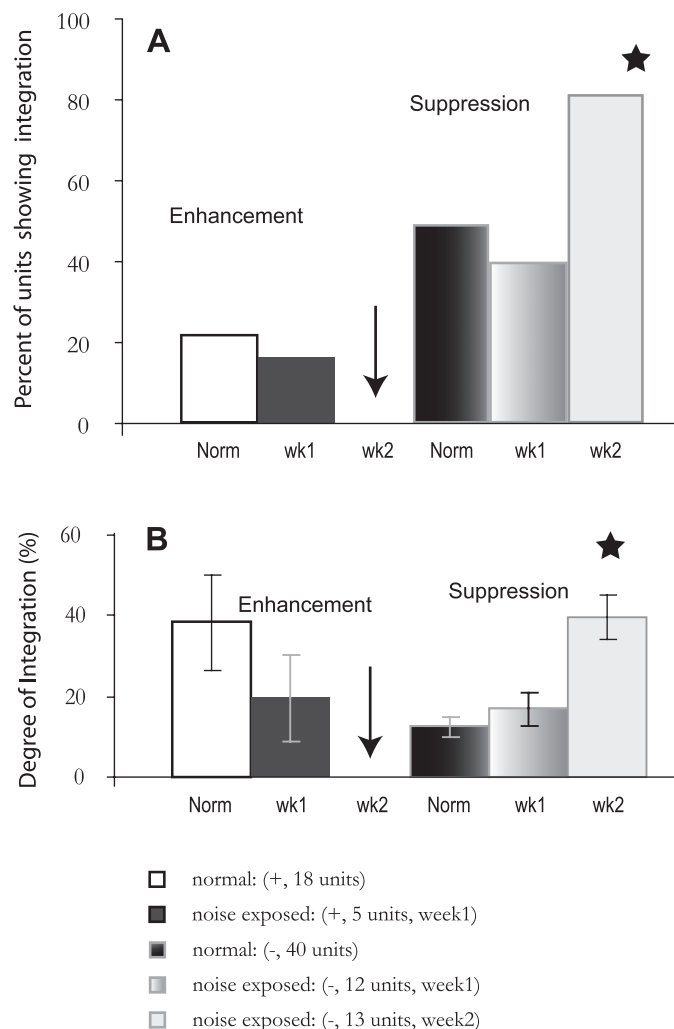 A
Percent of units showing integration
100
80
60
40
20
0
Enhancement
Suppression
Norm wk1 wk2 Norm wk1 wk2
B
Degree of Integration (%)
60
40
20
0
Enhancement
Suppression
Norm wk1 wk2 Norm wk1 wk2
normal: (+, 18 units)
noise exposed: (+, 5 units, week1)
normal: (-, 40 units)
noise exposed: (-, 12 units, week1)
noise exposed: (-, 13 units, week2)